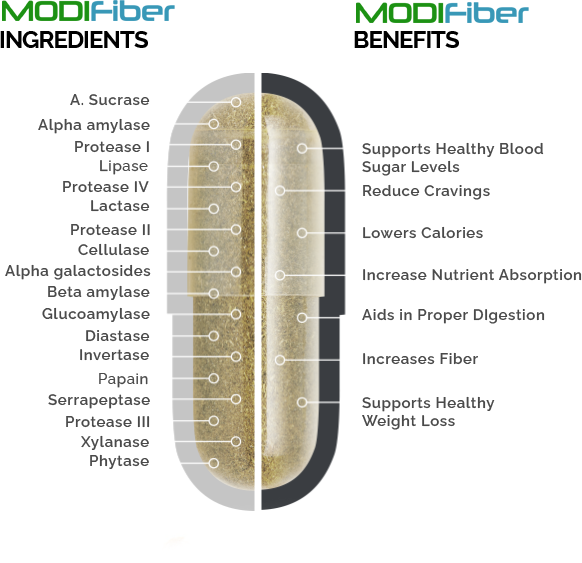 MODIFiber
INGREDIENTS
A. Sucrase
Alpha amylase
Protease I
Lipase
Protease IV
Lactase
Protease II
Cellulase
Alpha galactosides
Beta amylase
Glucoamylase
Diastase
Invertase
Papain
Serrapeptase
Protease III
Xylanase
Phytase
MODIFiber
BENEFITS
Supports Healthy Blood
Sugar Levels
Reduce Cravings
Lowers Calories
Increase Nutrient Absorption
Aids in Proper DIgestion
Increases Fiber
Supports Healthy
Weight Loss